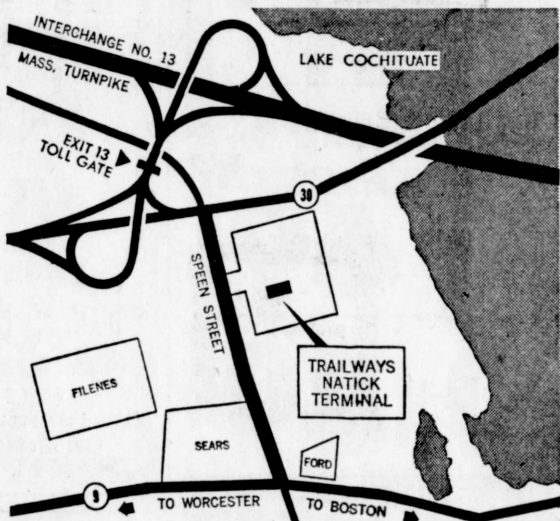 INTERCHANGE NO. 13
MASS. TURNPIKE
LAKE COCHITUATE
EXIT 13
TOLL GATE
30
SPEEN STREET
TRAILWAYS
NATICK
TERMINAL
FILENES
SEARS
FORD
9
TO WORCESTER
TO BOSTON